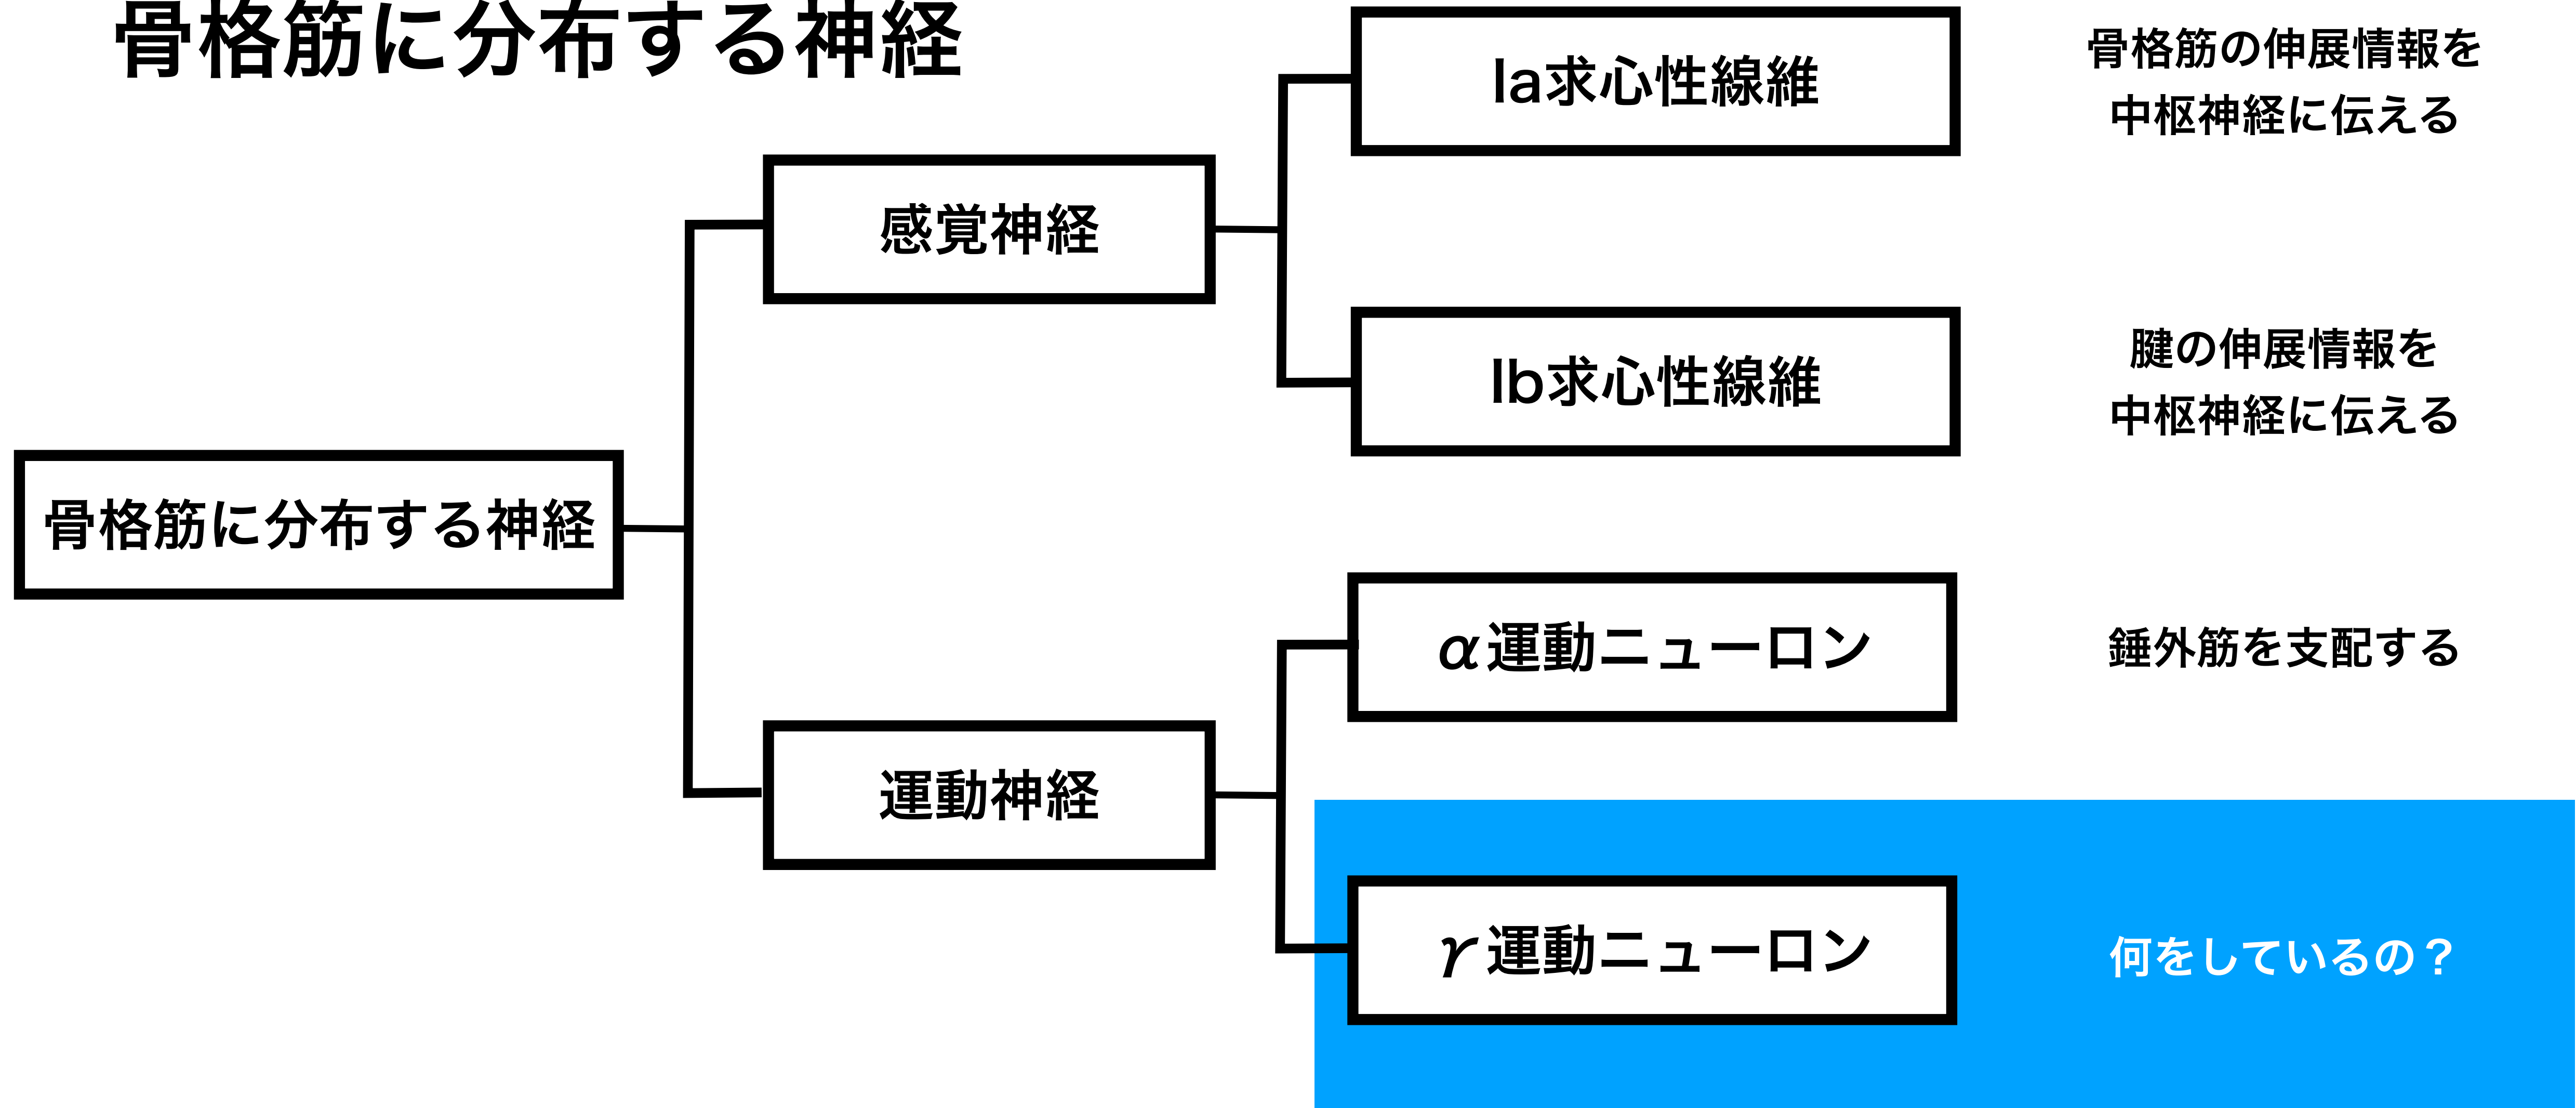 骨格筋に分布する神経
Ia求心性線維
骨格筋の伸展情報を
中枢神経に伝える
感覚神経
Ib求心性線維
腱の伸展情報を
中枢神経に伝える
骨格筋に分布する神経
α運動ニューロン
錘外筋を支配する
運動神経
γ運動ニューロン
何をしているの？